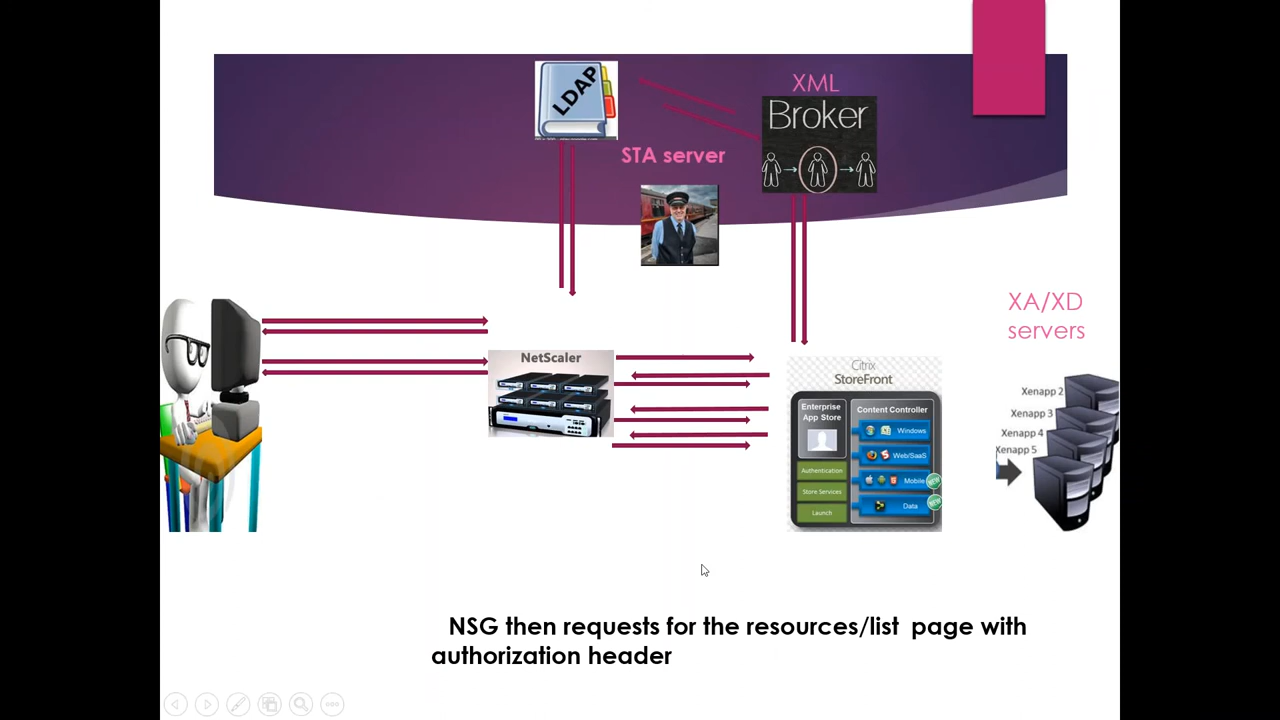 LDAP
XML
Broker
STA server
XA/XD
servers
NetScaler
Citrix
StoreFront
Enterprise
App Store
Content Controller
Windows
Authentication
Web/SaaS
Store Services
Mobile
NEW
Launch
Data
NEW
Xenapp 2
Xenapp 3
Xenapp 4
Xenapp 5
NSG then requests for the resources/list page with
authorization header